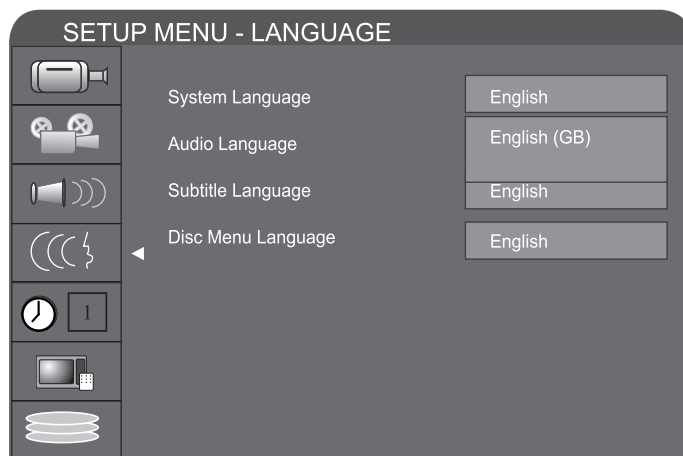 SETUP MENU - LANGUAGE
System Language English
Audio Language English (GB)
Subtitle Language English
Disc Menu Language English
1